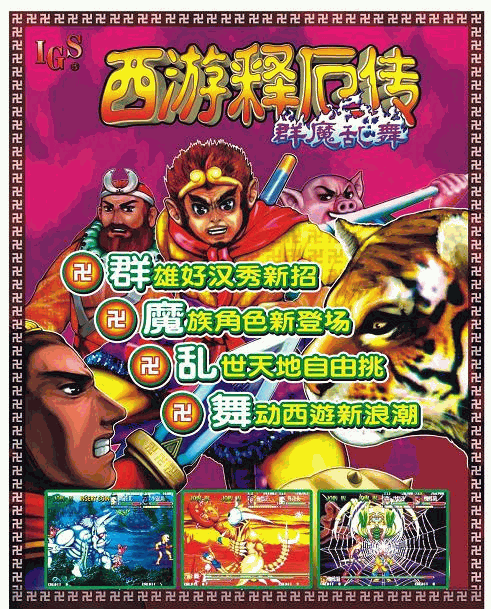 IGS
西游释厄传
群魔乱舞
卍 群雄好汉秀新招
卍 魔族角色新登场
卍 乱世天地自由挑
卍 舞动西遊新浪潮